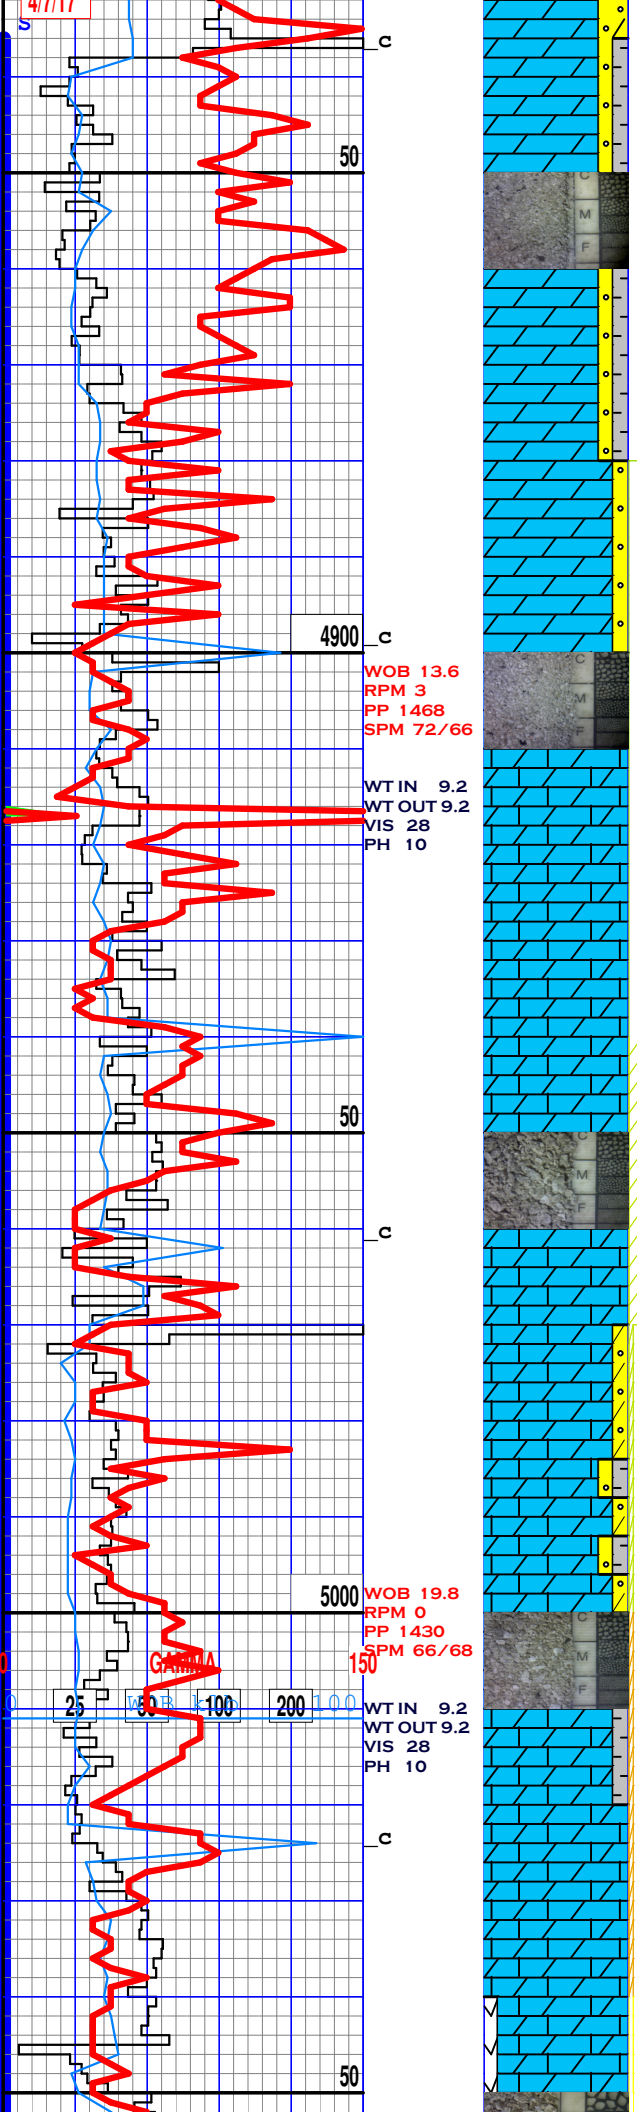 4/7/17
S
C
50
C
M
F
4900
C
C
M
F
WOB 13.6
RPM 3
PP 1468
SPM 72/66
WT IN 9.2
WT OUT 9.2
VIS 28
PH 10
50
C
M
F
C
5000
WOB 19.8
RPM 0
PP 1430
SPM 66/68
C
M
F
0 GAMMA 150
0 25 50 100 200 100
WT IN 9.2
WT OUT 9.2
VIS 28
PH 10
C
50